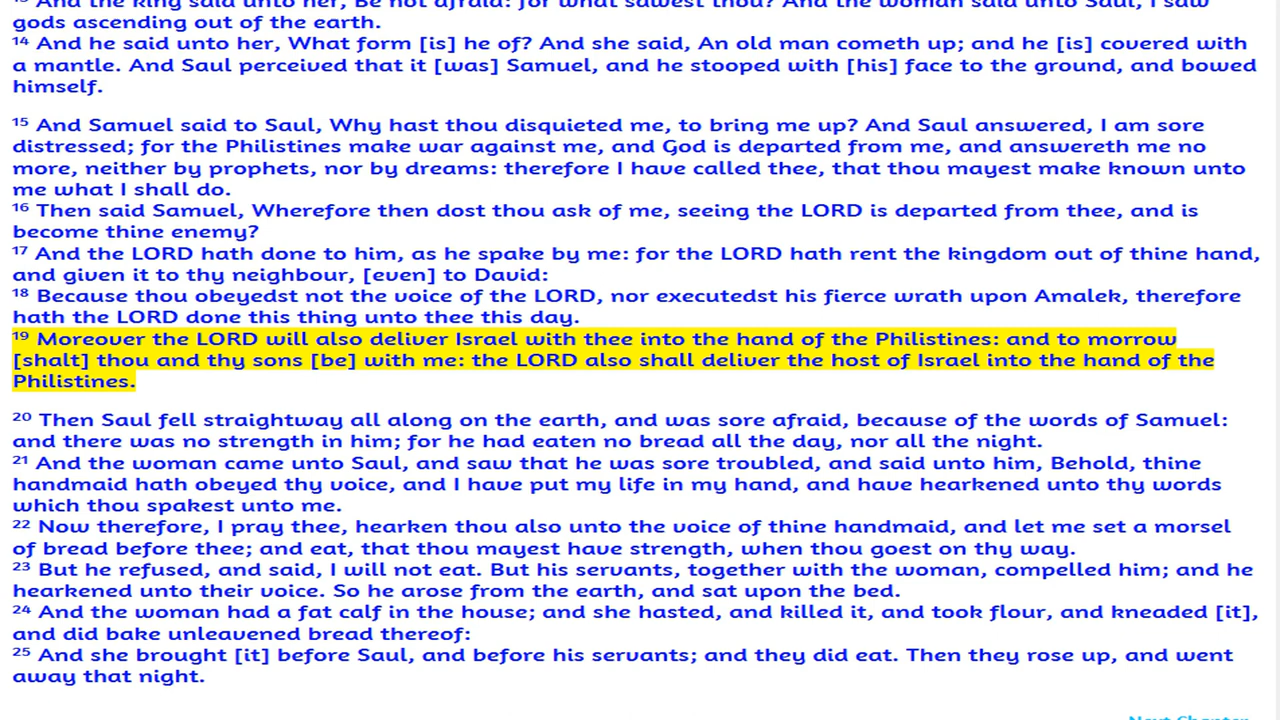 13 And the king said unto her, Be not afraid: for what sawest thou? And the woman said unto Saul, I saw
gods ascending out of the earth.
14 And he said unto her, What form [is] he of? And she said, An old man cometh up; and he [is] covered with
a mantle. And Saul perceived that it [was] Samuel, and he stooped with [his] face to the ground, and bowed
himself.
15 And Samuel said to Saul, Why hast thou disquieted me, to bring me up? And Saul answered, I am sore
distressed; for the Philistines make war against me, and God is departed from me, and answereth me no
more, neither by prophets, nor by dreams: therefore I have called thee, that thou mayest make known unto
me what I shall do.
16 Then said Samuel, Wherefore then dost thou ask of me, seeing the LORD is departed from thee, and is
become thine enemy?
17 And the LORD hath done to him, as he spake by me: for the LORD hath rent the kingdom out of thine hand,
and given it to thy neighbour, [even] to David:
18 Because thou obeyedst not the voice of the LORD, nor executedst his fierce wrath upon Amalek, therefore
hath the LORD done this thing unto thee this day.
19 Moreover the LORD will also deliver Israel with thee into the hand of the Philistines: and to morrow
[shalt] thou and thy sons [be] with me: the LORD also shall deliver the host of Israel into the hand of the
Philistines.
20 Then Saul fell straightway all along on the earth, and was sore afraid, because of the words of Samuel:
and there was no strength in him; for he had eaten no bread all the day, nor all the night.
21 And the woman came unto Saul, and saw that he was sore troubled, and said unto him, Behold, thine
handmaid hath obeyed thy voice, and I have put my life in my hand, and have hearkened unto thy words
which thou spakest unto me.
22 Now therefore, I pray thee, hearken thou also unto the voice of thine handmaid, and let me set a morsel
of bread before thee; and eat, that thou mayest have strength, when thou goest on thy way.
23 But he refused, and said, I will not eat. But his servants, together with the woman, compelled him; and he
hearkened unto their voice. So he arose from the earth, and sat upon the bed.
24 And the woman had a fat calf in the house; and she hasted, and killed it, and took flour, and kneaded [it],
and did bake unleavened bread thereof:
25 And she brought [it] before Saul, and before his servants; and they did eat. Then they rose up, and went
away that night.
Next Chapter